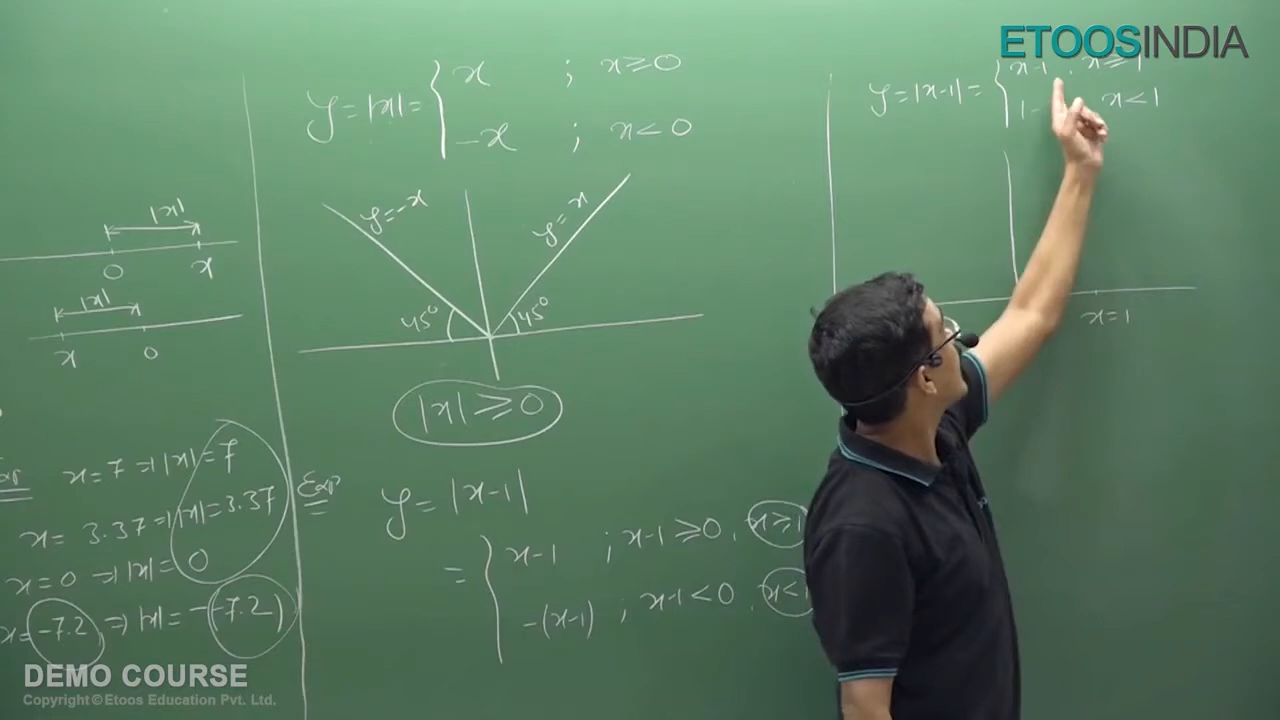 ETOOSINDIA
|x|
0 x
|x|
x 0
x=7 ⇒ |x|=7
x= 3.37 ⇒ |x|=3.37
x=0 ⇒ |x|=0
x=-7.2 ⇒ |x|= -(-7.2)
y=|x|= { x ; x≥0
-x ; x<0
y=-x y=x
45° 45°
|x|≥0
Exp y= |x-1|
= { x-1 ; x-1≥0, x≥1
-(x-1) ; x-1<0, x<1
y=|x-1|= { x-1, x≥1
1- x<1
x=1
DEMO COURSE
Copyright © Etoos Education Pvt. Ltd.